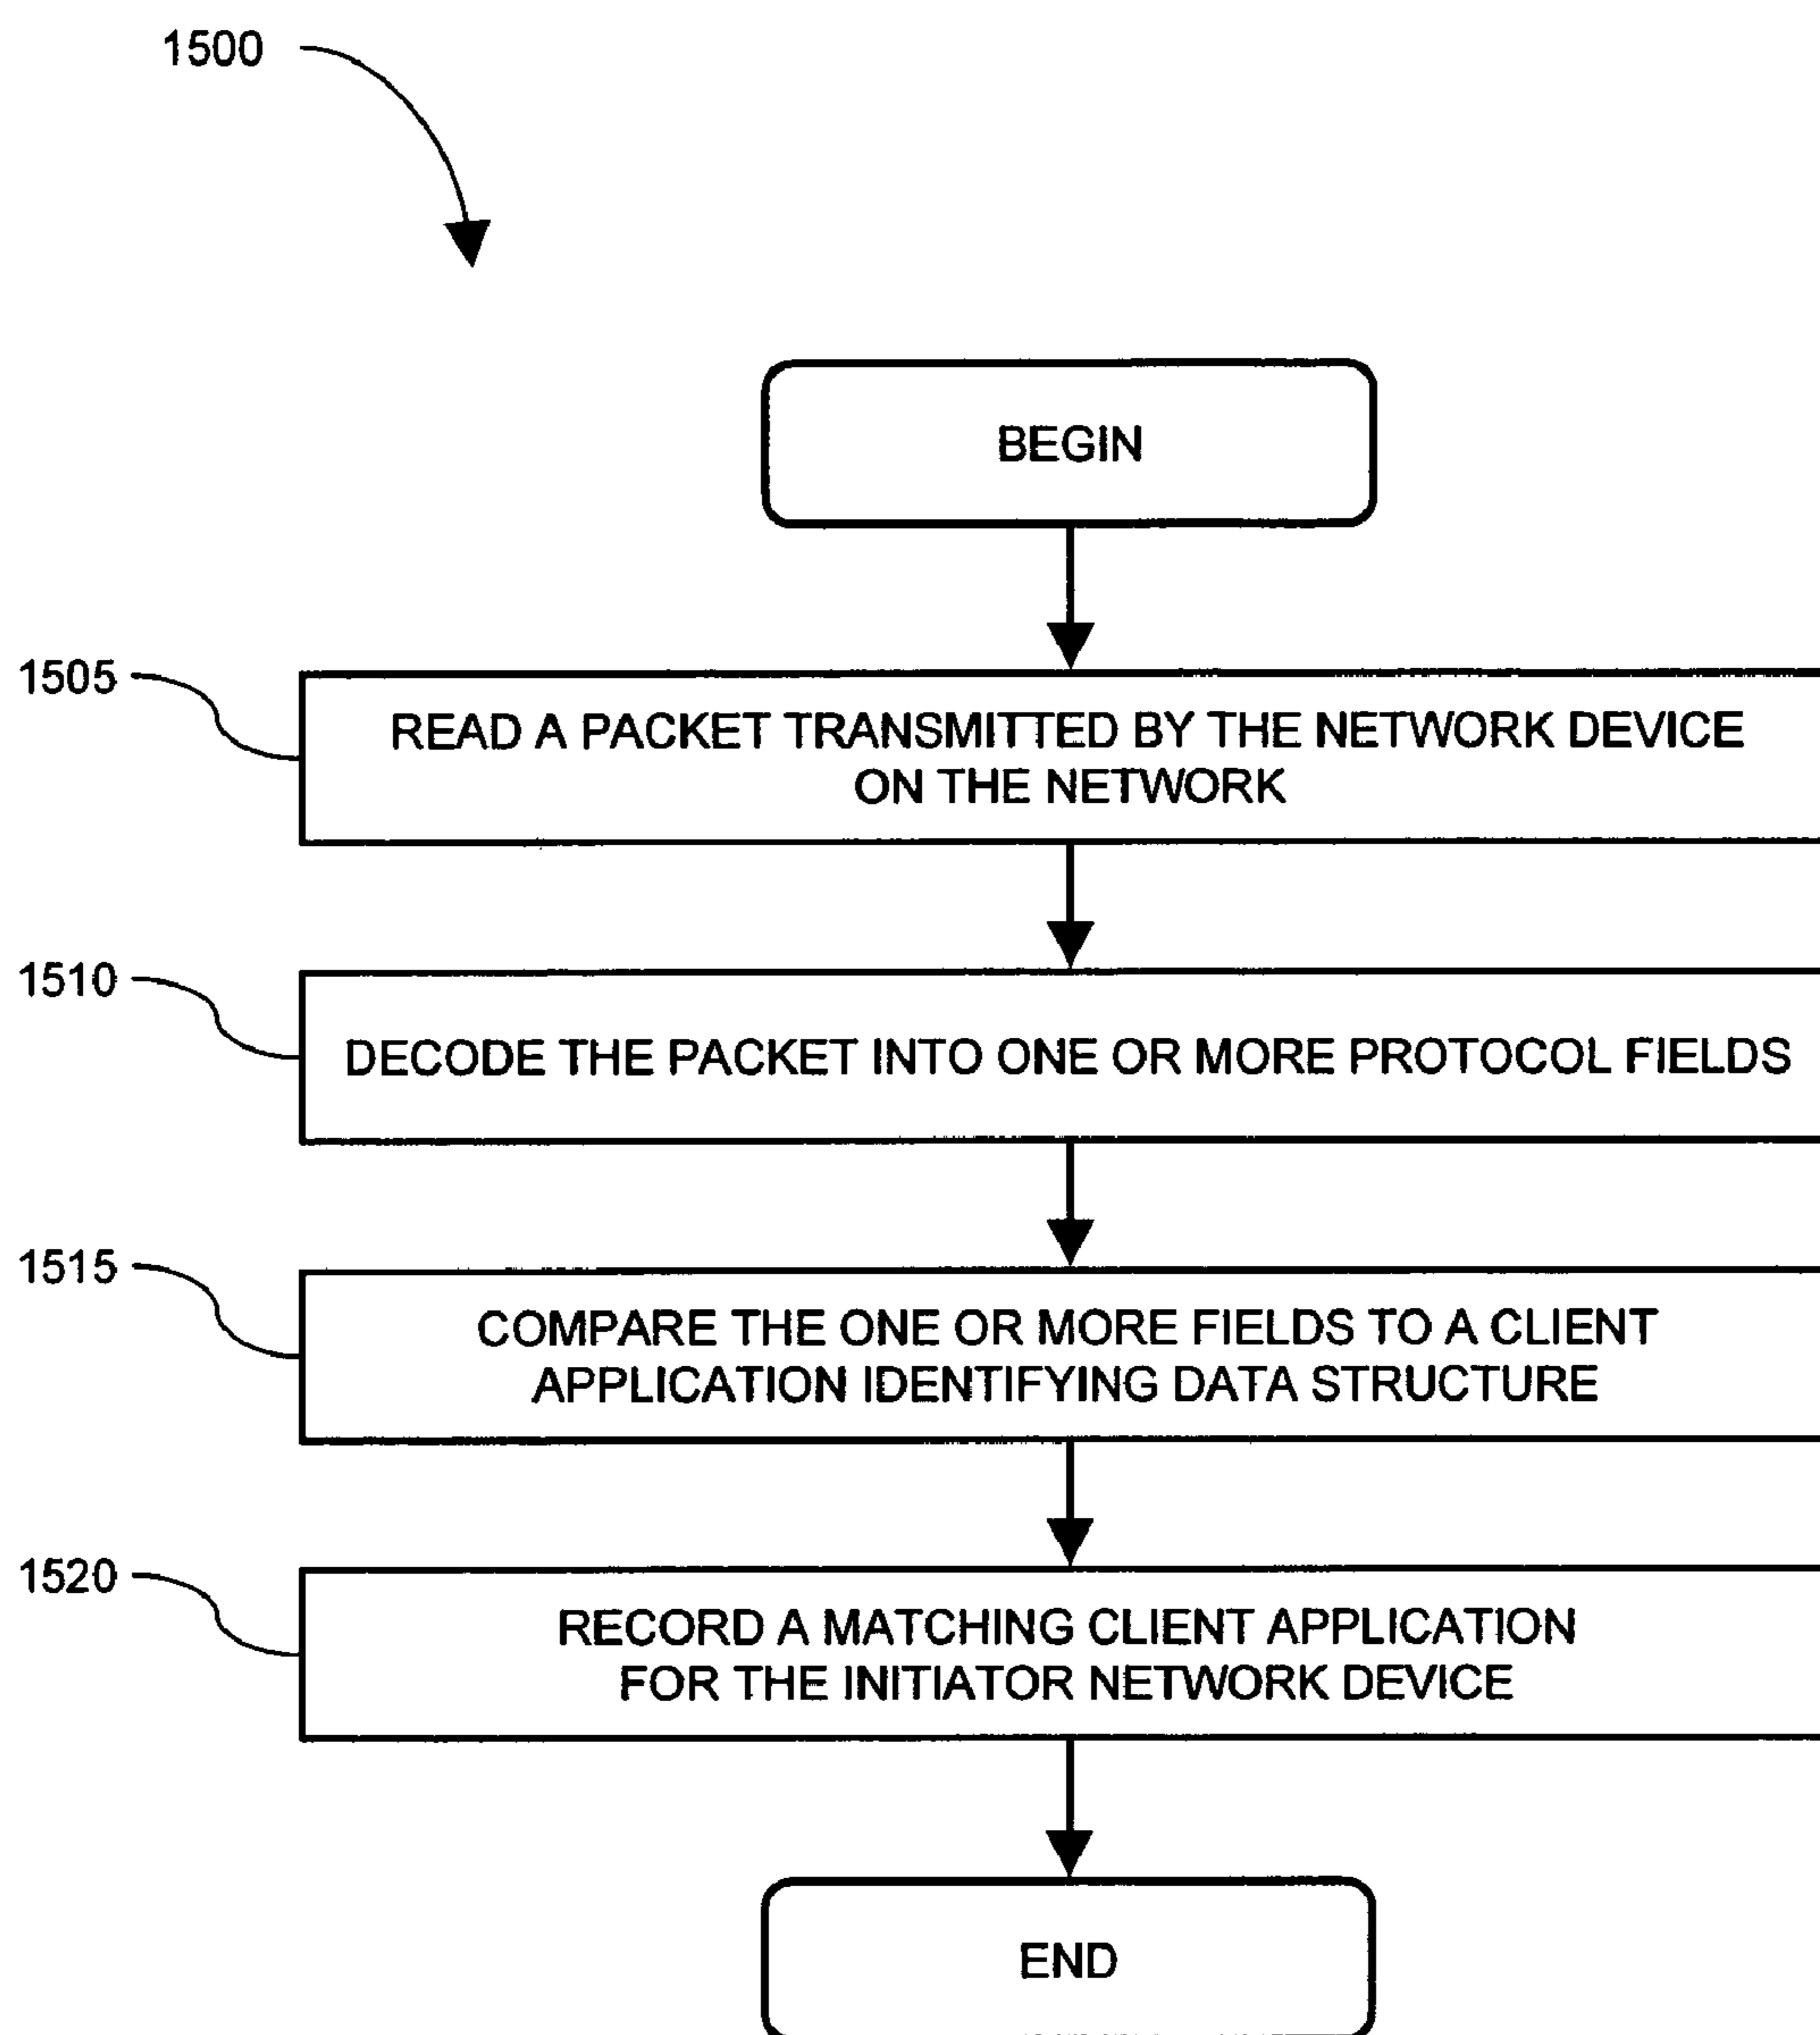 1500
BEGIN
1505
READ A PACKET TRANSMITTED BY THE NETWORK DEVICE
ON THE NETWORK
1510
DECODE THE PACKET INTO ONE OR MORE PROTOCOL FIELDS
1515
COMPARE THE ONE OR MORE FIELDS TO A CLIENT
APPLICATION IDENTIFYING DATA STRUCTURE
1520
RECORD A MATCHING CLIENT APPLICATION
FOR THE INITIATOR NETWORK DEVICE
END